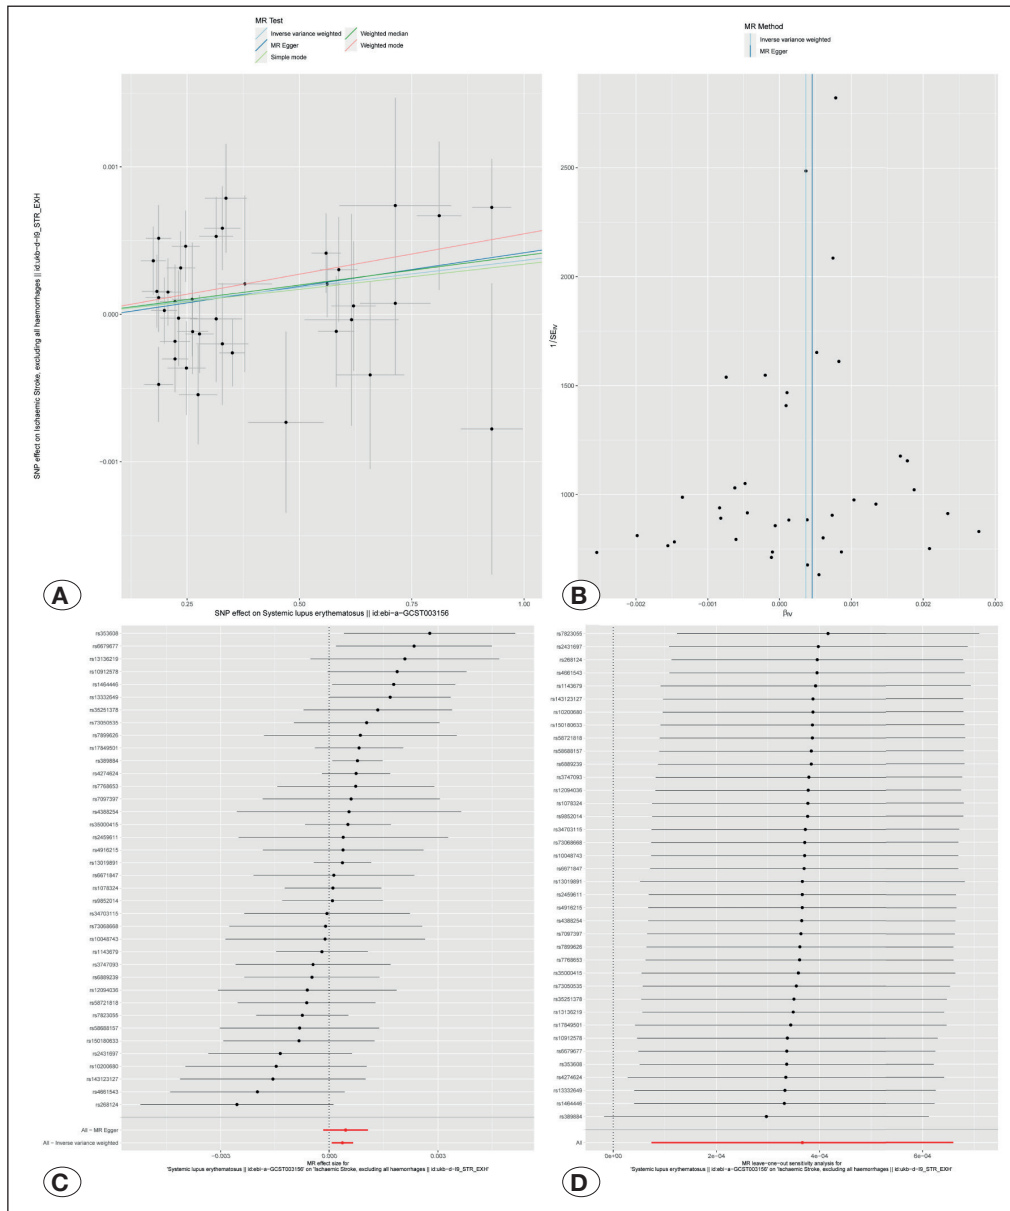 MR Test
Inverse variance weighted
Weighted median
MR Egger
Weighted mode
Simple mode
SNP effect on Ischaemic Stroke, excluding all haemorrhages || id:ukb-d-I9_STR_EXH
0.001
0.000
−0.001
0.25
0.50
0.75
1.00
SNP effect on Systemic lupus erythematosus || id:ebi-a-GCST003156
A
MR Method
Inverse variance weighted
MR Egger
1/SE_IV
2500
2000
1500
1000
−0.002
−0.001
0.000
0.001
0.002
0.003
β_IV
B
rs353608
rs6679677
rs13136219
rs10912578
rs1464446
rs13332649
rs35251378
rs73050535
rs7899626
rs17849501
rs389884
rs4274624
rs7768653
rs7097397
rs4388254
rs35000415
rs2459611
rs4916215
rs13019891
rs6671847
rs1078324
rs9852014
rs34703115
rs73068668
rs10048743
rs1143679
rs3747093
rs6889239
rs12094036
rs58721818
rs7823055
rs58688157
rs150180633
rs2431697
rs10200680
rs143123127
rs4661543
rs268124
All − MR Egger
All − Inverse variance weighted
−0.003
0.000
0.003
MR effect size for
'Systemic lupus erythematosus || id:ebi-a-GCST003156' on 'Ischaemic Stroke, excluding all haemorrhages || id:ukb-d-I9_STR_EXH'
C
rs7823055
rs2431697
rs268124
rs4661543
rs1143679
rs143123127
rs10200680
rs150180633
rs58721818
rs58688157
rs6889239
rs3747093
rs12094036
rs1078324
rs9852014
rs34703115
rs73068668
rs10048743
rs6671847
rs13019891
rs2459611
rs4916215
rs4388254
rs7097397
rs7899626
rs7768653
rs35000415
rs73050535
rs35251378
rs13136219
rs17849501
rs10912578
rs6679677
rs353608
rs4274624
rs13332649
rs1464446
rs389884
All
0e+00
2e−04
4e−04
6e−04
MR leave−one−out sensitivity analysis for
'Systemic lupus erythematosus || id:ebi-a-GCST003156' on 'Ischaemic Stroke, excluding all haemorrhages || id:ukb-d-I9_STR_EXH'
D